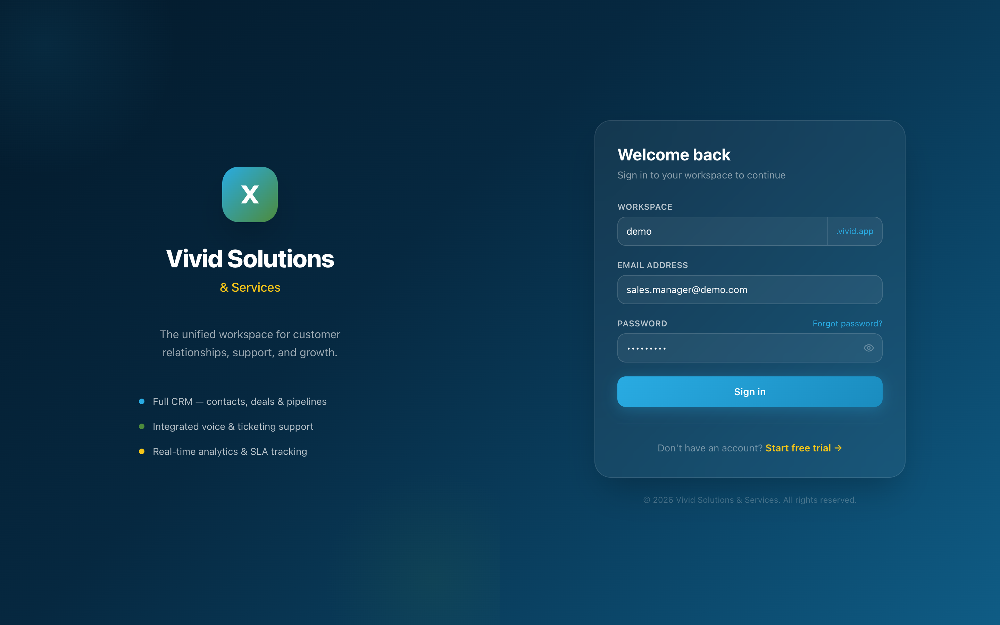 X
Vivid Solutions
& Services
The unified workspace for customer
relationships, support, and growth.
Full CRM — contacts, deals & pipelines
Integrated voice & ticketing support
Real-time analytics & SLA tracking
Welcome back
Sign in to your workspace to continue
WORKSPACE
demo .vivid.app
EMAIL ADDRESS
sales.manager@demo.com
PASSWORD Forgot password?
•••••••••
Sign in
Don't have an account? Start free trial →
© 2026 Vivid Solutions & Services. All rights reserved.